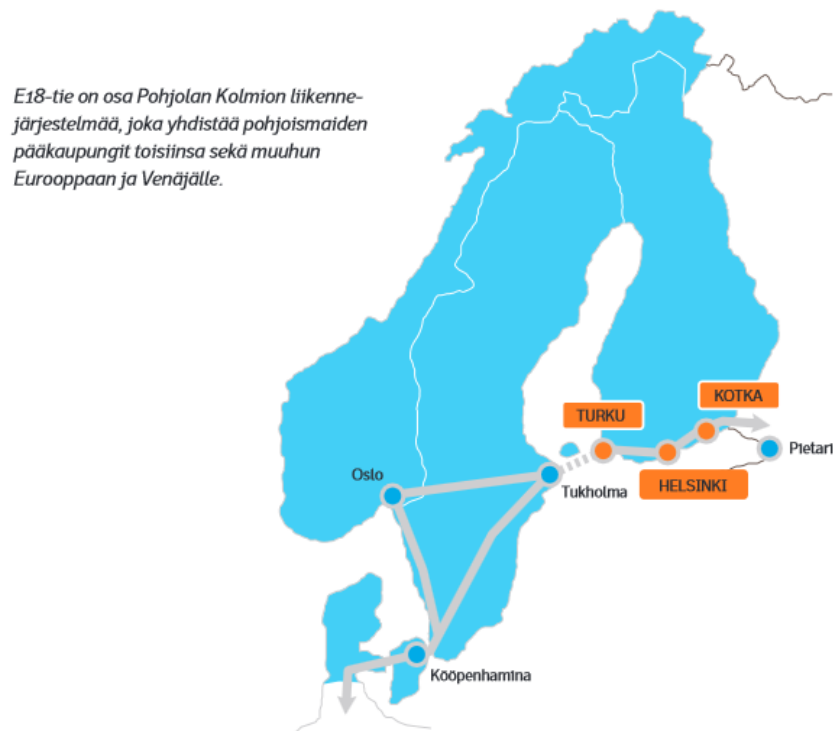 E18-tie on osa Pohjolan Kolmion liikenne-
järjestelmää, joka yhdistää pohjoismaiden
pääkaupungit toisiinsa sekä muuhun
Eurooppaan ja Venäjälle.
KOTKA
TURKU
Pietari
Oslo
Tukholma
HELSINKI
Kööpenhamina